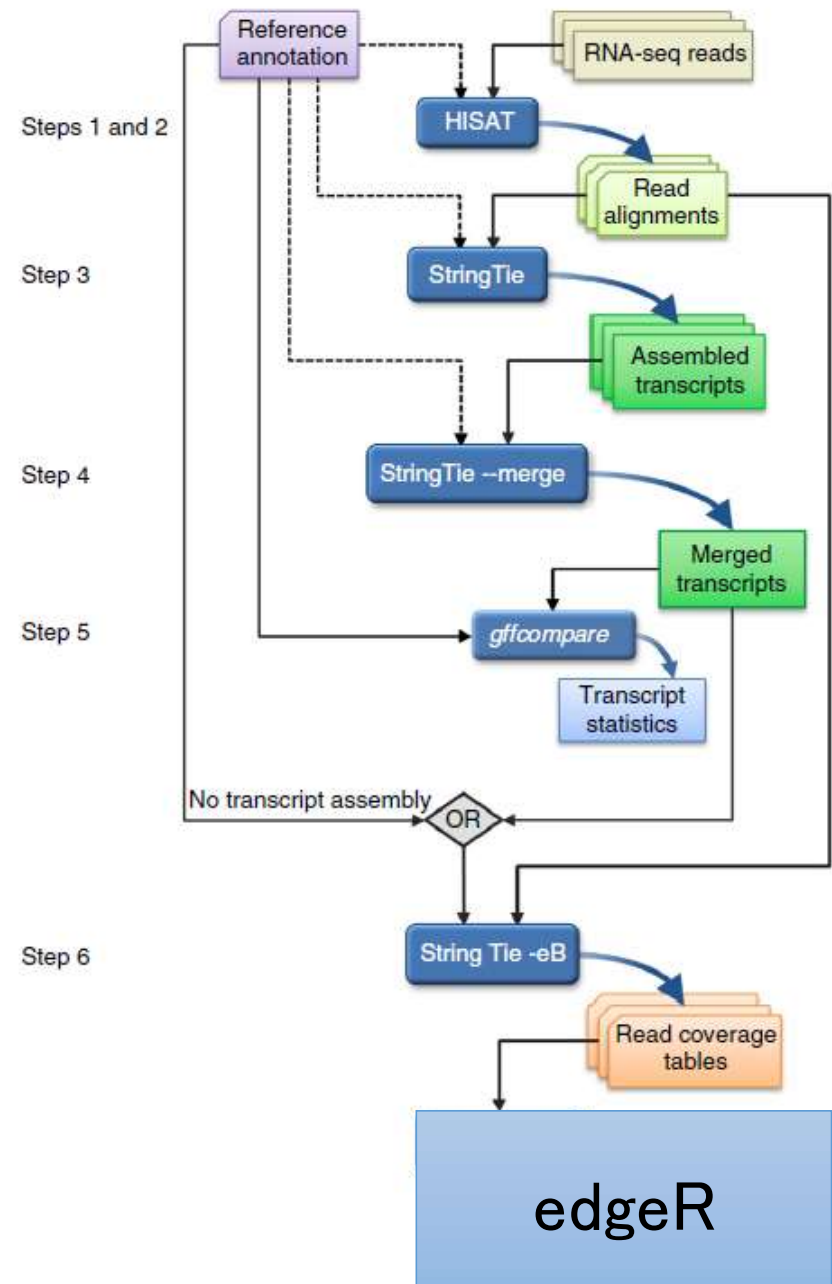 Reference
annotation
RNA-seq reads
Steps 1 and 2
HISAT
Read
alignments
Step 3
StringTie
Assembled
transcripts
Step 4
StringTie --merge
Merged
transcripts
Step 5
gffcompare
Transcript
statistics
No transcript assembly
OR
Step 6
String Tie -eB
Read coverage
tables
edgeR